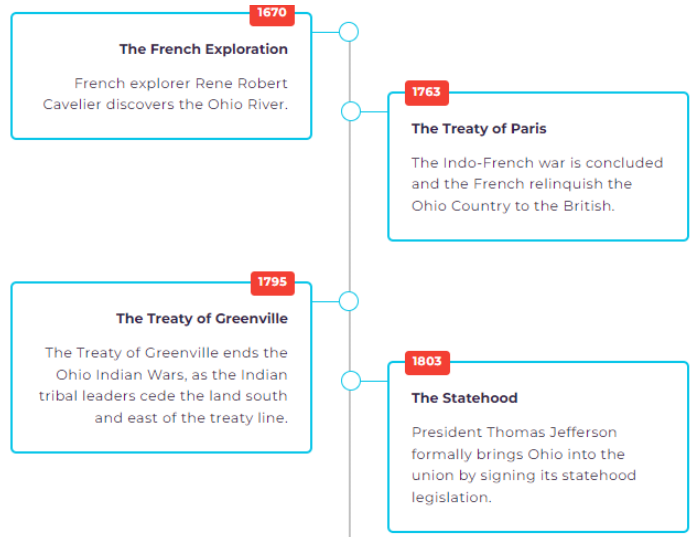 1670
The French Exploration
French explorer Rene Robert
Cavelier discovers the Ohio River.
1763
The Treaty of Paris
The Indo-French war is concluded
and the French relinquish the
Ohio Country to the British.
1795
The Treaty of Greenville
The Treaty of Greenville ends the
Ohio Indian Wars, as the Indian
tribal leaders cede the land south
and east of the treaty line.
1803
The Statehood
President Thomas Jefferson
formally brings Ohio into the
union by signing its statehood
legislation.